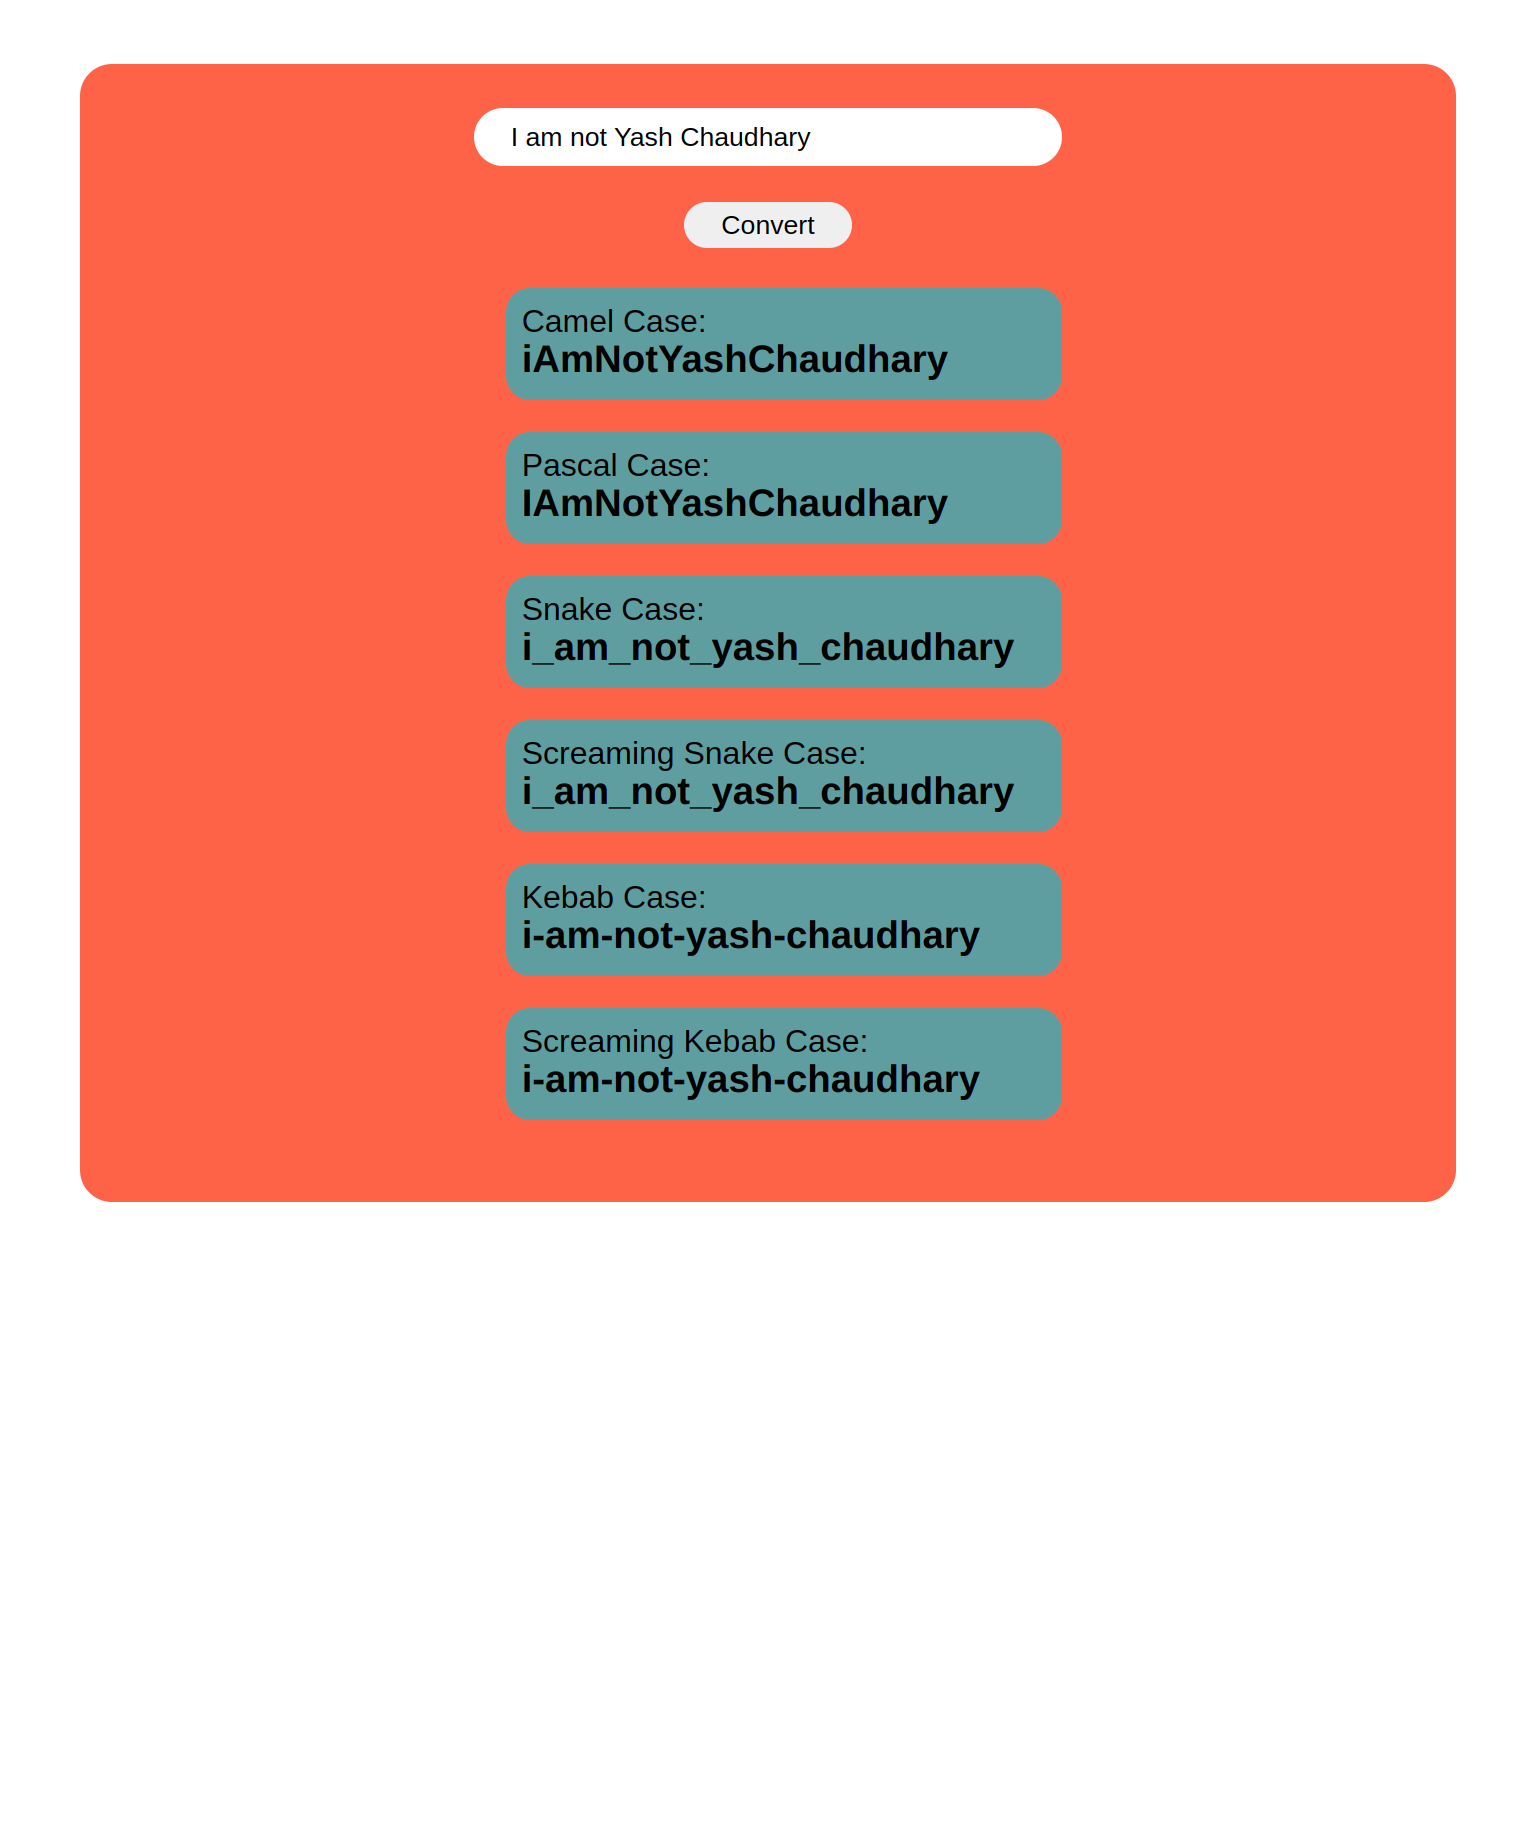 I am not Yash Chaudhary
Convert
Camel Case:
iAmNotYashChaudhary
Pascal Case:
IAmNotYashChaudhary
Snake Case:
i_am_not_yash_chaudhary
Screaming Snake Case:
i_am_not_yash_chaudhary
Kebab Case:
i-am-not-yash-chaudhary
Screaming Kebab Case:
i-am-not-yash-chaudhary